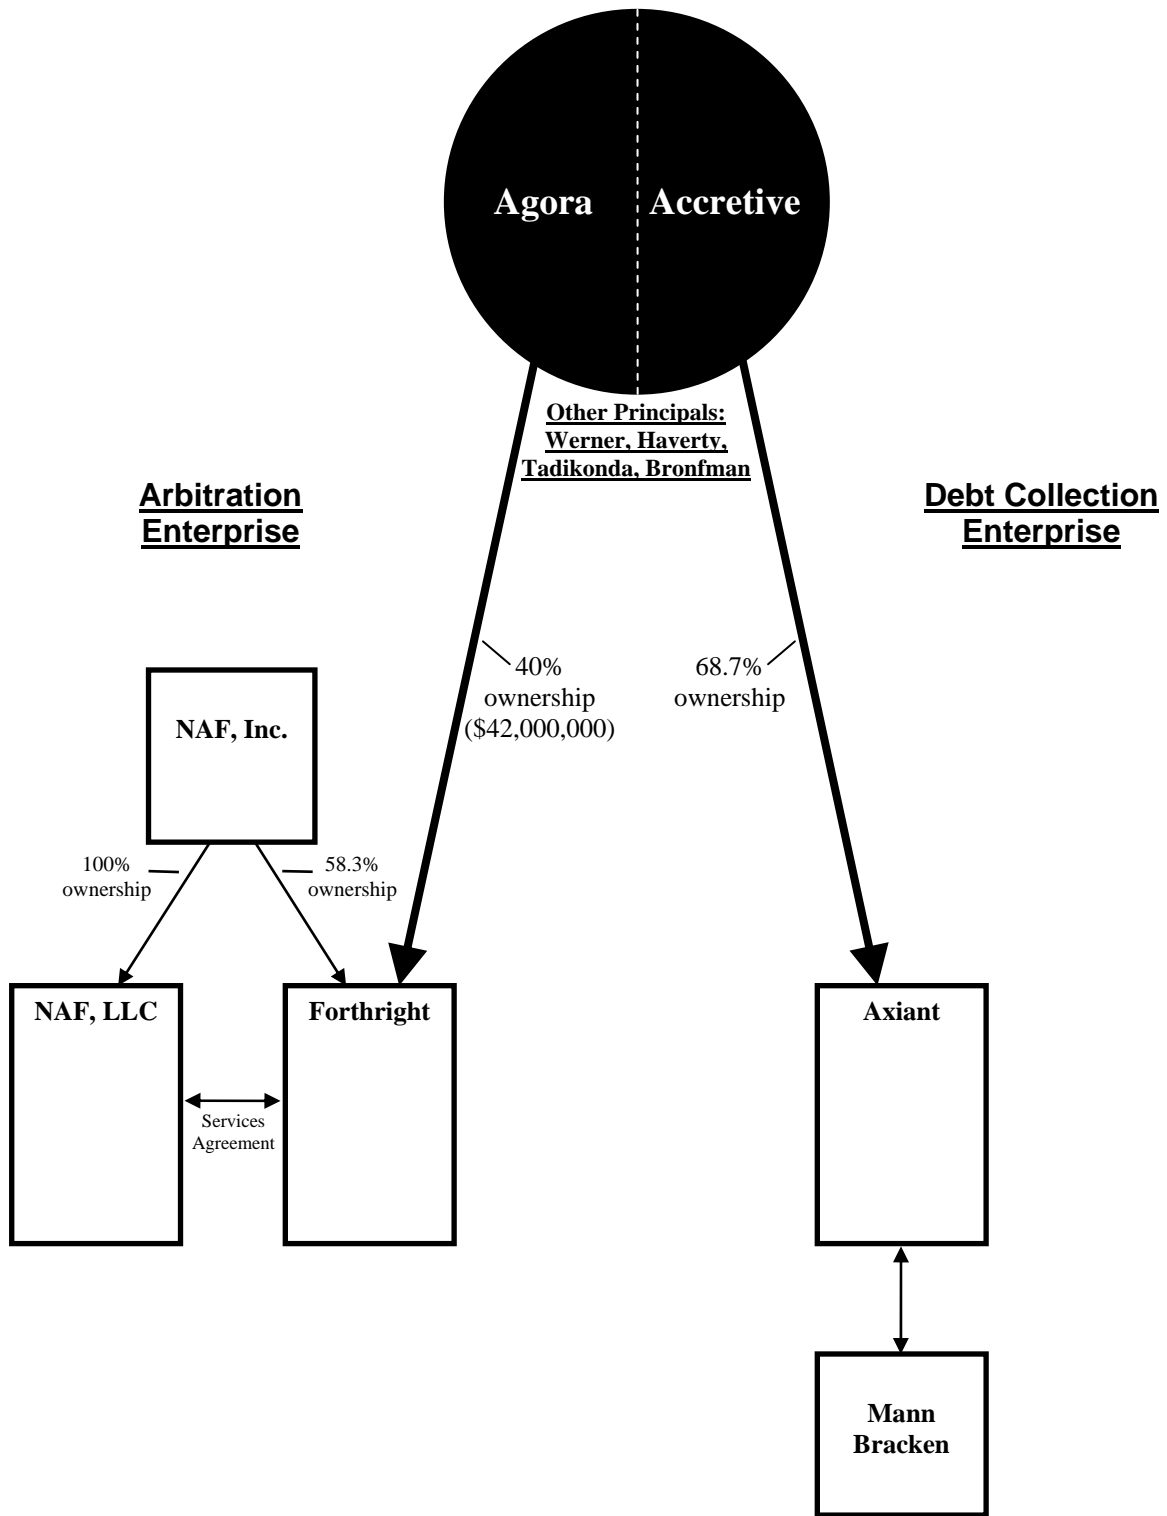 Agora
Accretive
Other Principals:
Werner, Haverty,
Tadikonda, Bronfman
Arbitration
Enterprise
Debt Collection
Enterprise
40%
ownership
($42,000,000)
68.7%
ownership
NAF, Inc.
100%
ownership
58.3%
ownership
NAF, LLC
Forthright
Axiant
Services
Agreement
Mann
Bracken